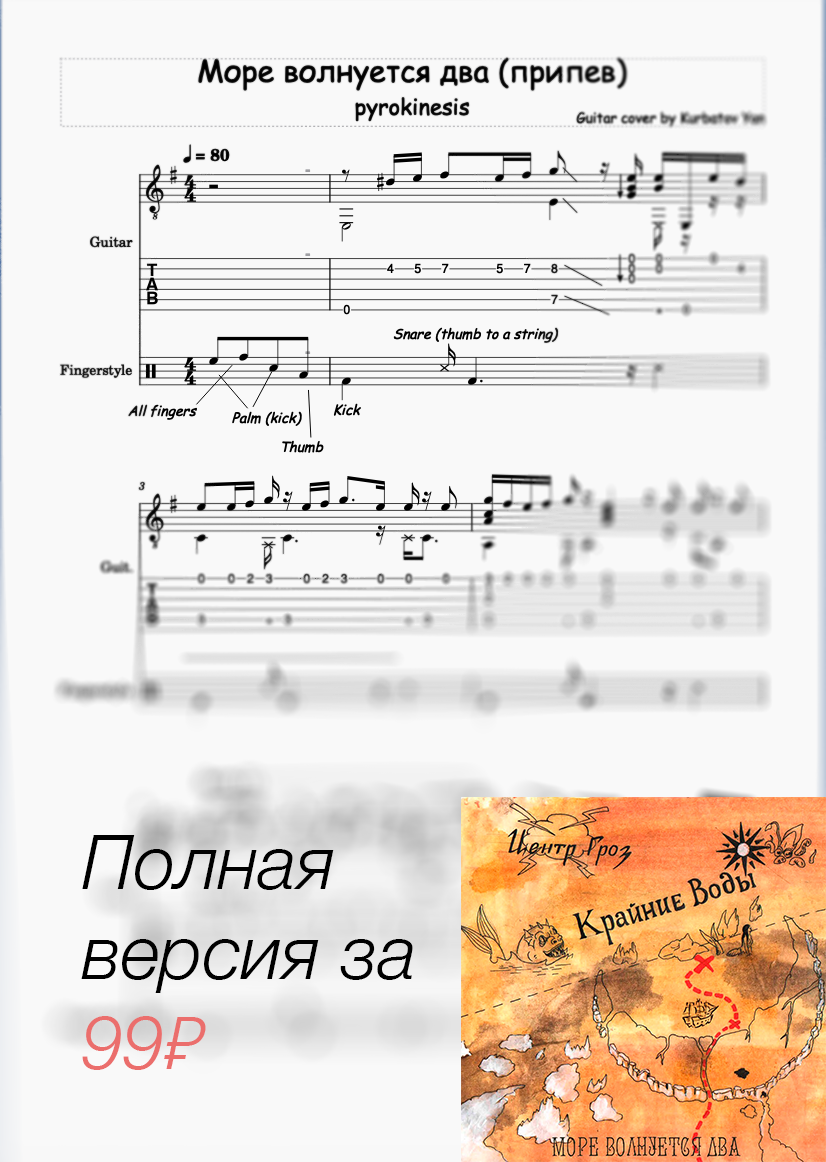 Море волнуется два (припев)
pyrokinesis
Guitar cover by Kurbatov Yan
= 80
Guitar
T 4 5 7 5 7 8
A
B 7
0
Snare (thumb to a string)
Fingerstyle
All fingers
Palm (kick)
Kick
Thumb
3
Guit.
0 0 2 3 0 2 3 0 0 0
Полная
версия за
99₽
Центр Гроз
Крайние Воды
МОРЕ ВОЛНУЕТСЯ ДВА